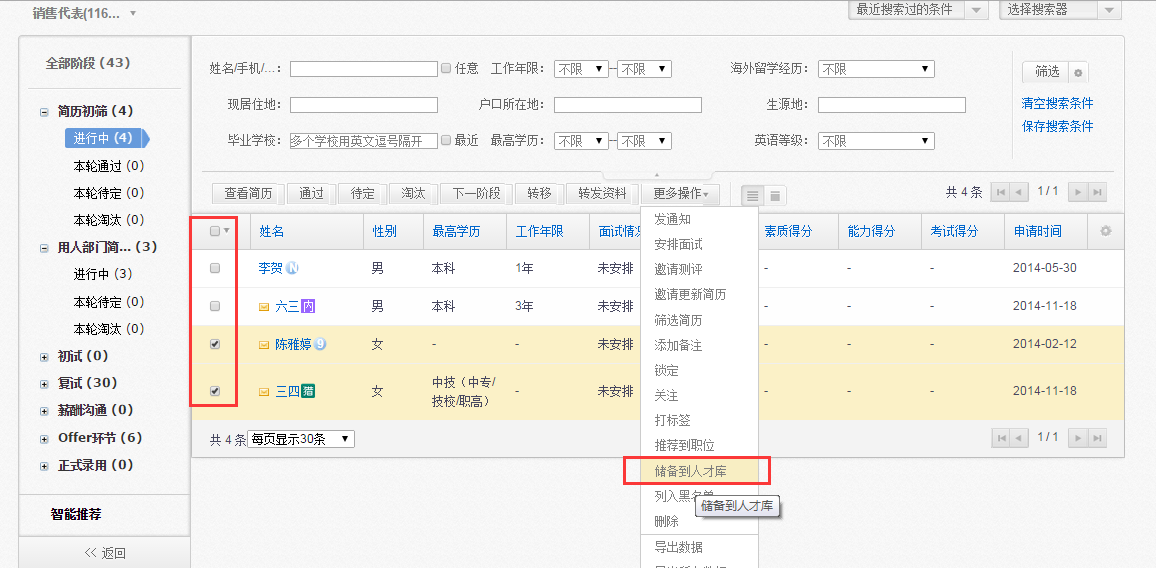 销售代表(116...
最近搜索过的条件 选择搜索器
全部阶段 (43)
简历初筛 (4)
进行中 (4)
本轮通过 (0)
本轮待定 (0)
本轮淘汰 (0)
用人部门简... (3)
进行中 (3)
本轮待定 (0)
本轮淘汰 (0)
初试 (0)
复试 (30)
薪酬沟通 (0)
Offer环节 (6)
正式录用 (0)
智能推荐
<< 返回
姓名/手机/...: 任意 工作年限: 不限 -- 不限 海外留学经历: 不限
现居住地: 户口所在地: 生源地:
毕业学校: 多个学校用英文逗号隔开 最近 最高学历: 不限 -- 不限 英语等级: 不限
筛选
清空搜索条件
保存搜索条件
查看简历 通过 待定 淘汰 下一阶段 转移 转发资料 更多操作 共 4 条 1 / 1
姓名 性别 最高学历 工作年限 面试情况 素质得分 能力得分 考试得分 申请时间
李贺 N 男 本科 1年 未安排 - - - 2014-05-30
六三 内 男 本科 3年 未安排 - - - 2014-11-18
陈雅婷 9 女 - - 未安排 - - - 2014-02-12
三四 猎 女 中技（中专/技校/职高） - 未安排 - - - 2014-11-18
共 4 条 每页显示30条 1 / 1
发通知
安排面试
邀请测评
邀请更新简历
筛选简历
添加备注
锁定
关注
打标签
推荐到职位
储备到人才库
列入黑名单
储备到人才库
删除
导出数据